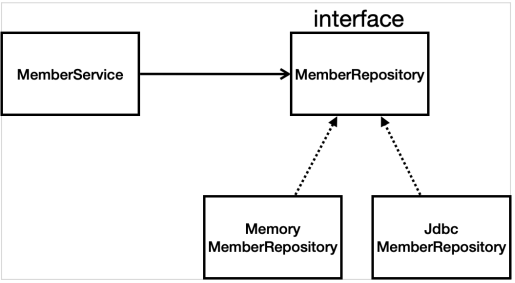 interface
MemberService
MemberRepository
Memory
MemberRepository
Jdbc
MemberRepository